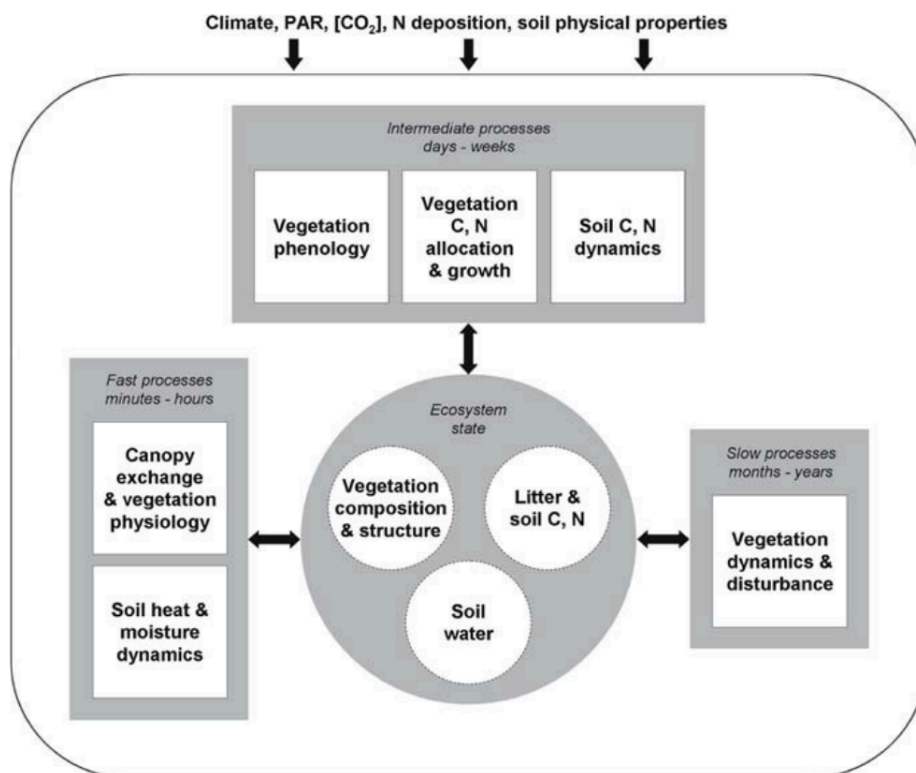 Climate, PAR, [CO₂], N deposition, soil physical properties
Intermediate processes
days - weeks
Vegetation
phenology
Vegetation
C, N
allocation
& growth
Soil C, N
dynamics
Fast processes
minutes - hours
Canopy
exchange
& vegetation
physiology
Soil heat &
moisture
dynamics
Ecosystem
state
Vegetation
composition
& structure
Litter &
soil C, N
Soil
water
Slow processes
months - years
Vegetation
dynamics &
disturbance